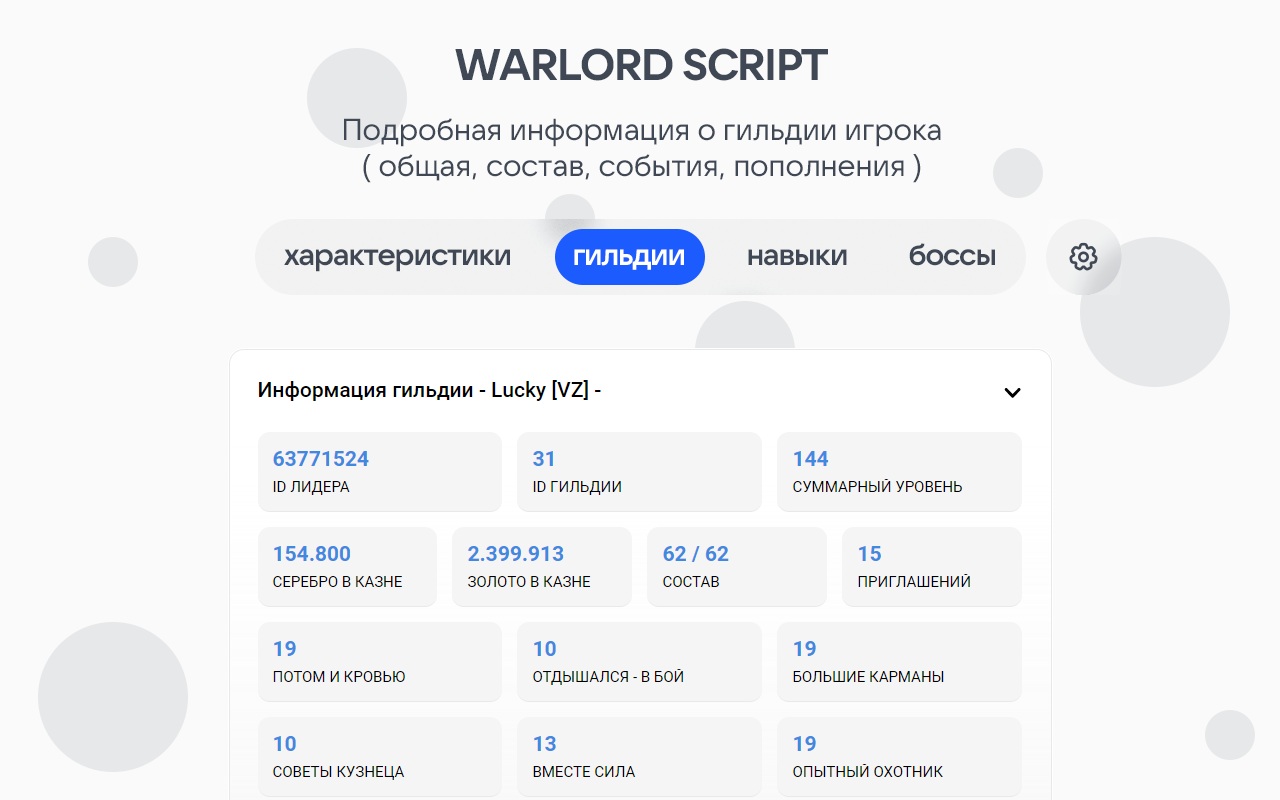 WARLORD SCRIPT
Подробная информация о гильдии игрока
( общая, состав, события, пополнения )
характеристики гильдии навыки боссы
Информация гильдии - Lucky [VZ] -
63771524 31 144
ID ЛИДЕРА ID ГИЛЬДИИ СУММАРНЫЙ УРОВЕНЬ
154.800 2.399.913 62 / 62 15
СЕРЕБРО В КАЗНЕ ЗОЛОТО В КАЗНЕ СОСТАВ ПРИГЛАШЕНИЙ
19 10 19
ПОТОМ И КРОВЬЮ ОТДЫШАЛСЯ - В БОЙ БОЛЬШИЕ КАРМАНЫ
10 13 19
СОВЕТЫ КУЗНЕЦА ВМЕСТЕ СИЛА ОПЫТНЫЙ ОХОТНИК